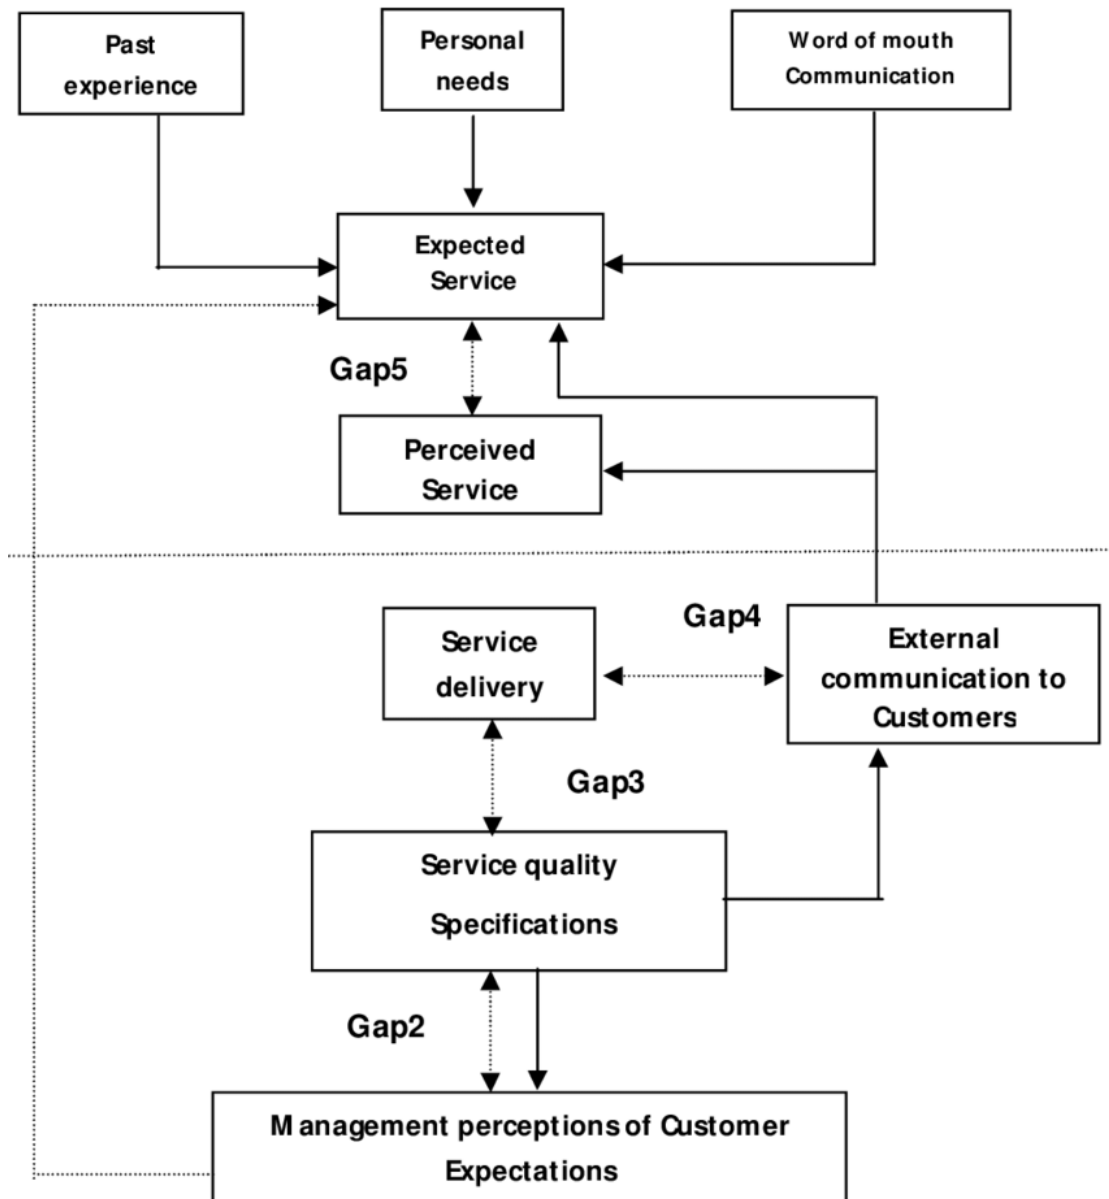 Past
experience
Personal
needs
Word of mouth
Communication
Expected
Service
Gap5
Perceived
Service
Service
delivery
Gap4
External
communication to
Customers
Gap3
Service quality
Specifications
Gap2
Management perceptions of Customer
Expectations